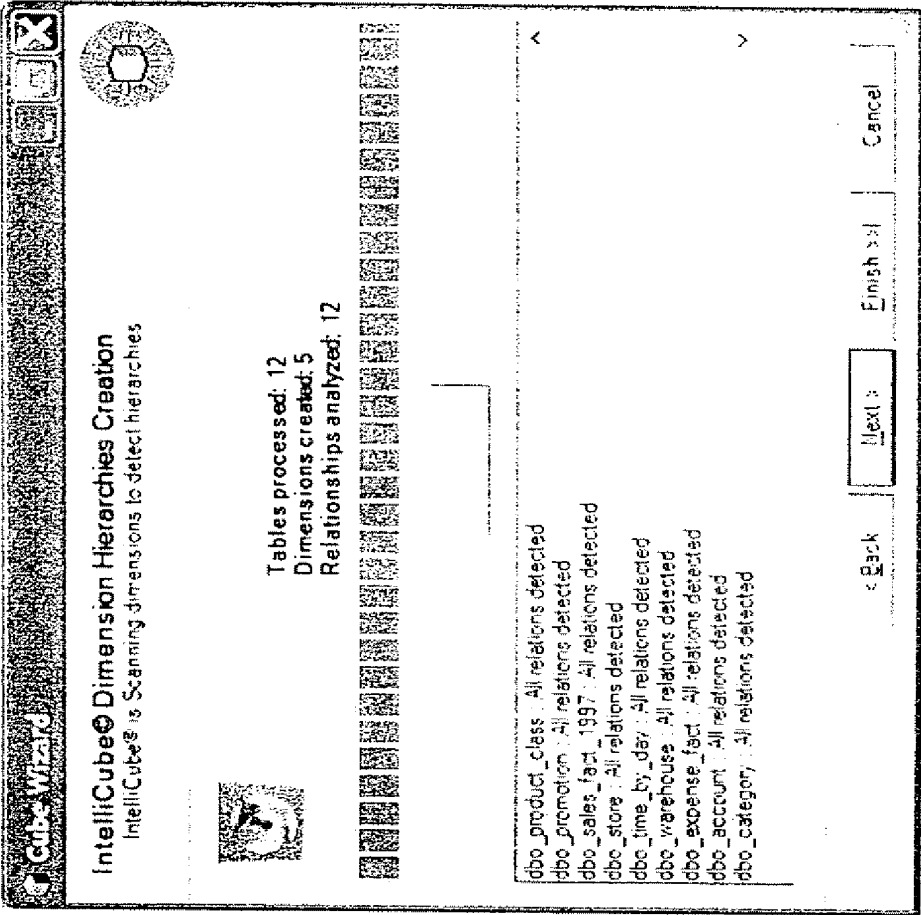 Cube Wizard
IntelliCube© Dimension Hierarchies Creation
IntelliCube® is Scanning dimensions to detect hierarchies
Tables processed: 12
Dimensions created: 5
Relationships analyzed: 12
dbo_product_class : All relations detected
dbo_promotion : All relations detected
dbo_sales_fact_1997 : All relations detected
dbo_store : All relations detected
dbo_time_by_day : All relations detected
dbo_warehouse : All relations detected
dbo_expense_fact : All relations detected
dbo_account : All relations detected
dbo_category : All relations detected
< Back
Next >
Finish >>|
Cancel